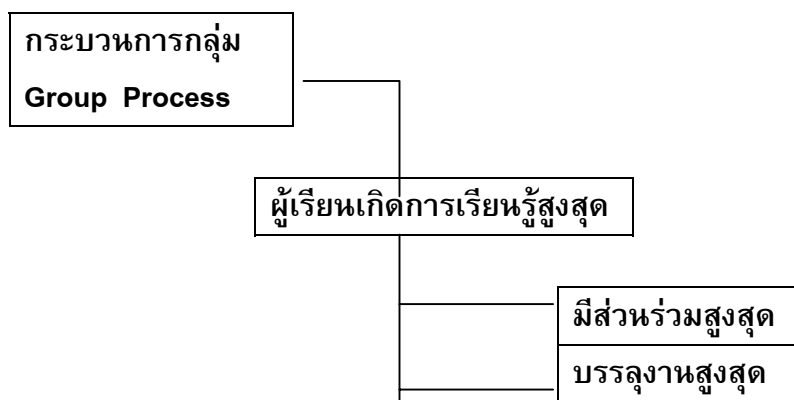 กระบวนการกลุ่ม
Group Process
ผู้เรียนเกิดการเรียนรู้สูงสุด
มีส่วนร่วมสูงสุด
บรรลุงานสูงสุด